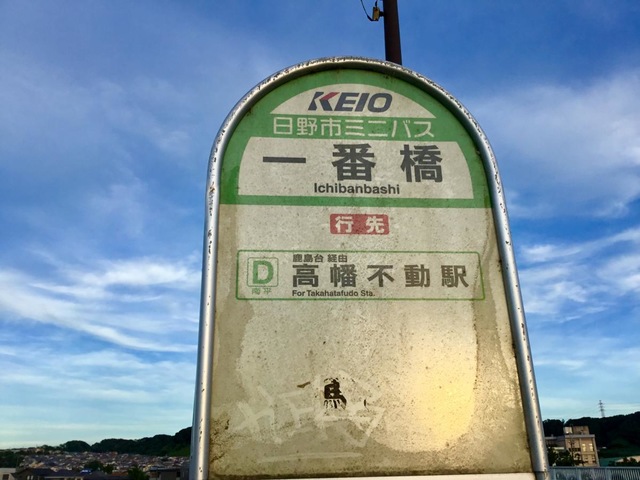 KEIO
日野市ミニバス
一番橋
Ichibanbashi
行先
鹿島台 経由
D 高幡不動駅
南平
For Takahatafudo Sta.